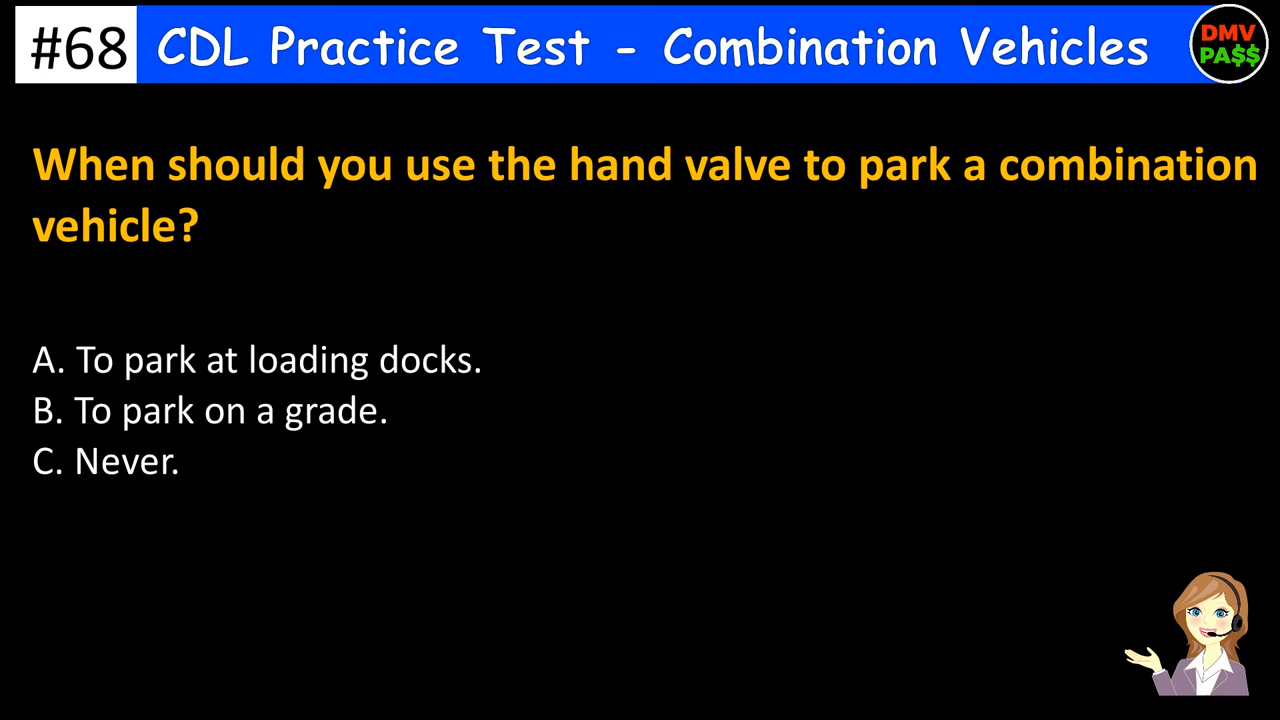 #68 CDL Practice Test - Combination Vehicles
DMV
PA$$
When should you use the hand valve to park a combination
vehicle?
A. To park at loading docks.
B. To park on a grade.
C. Never.